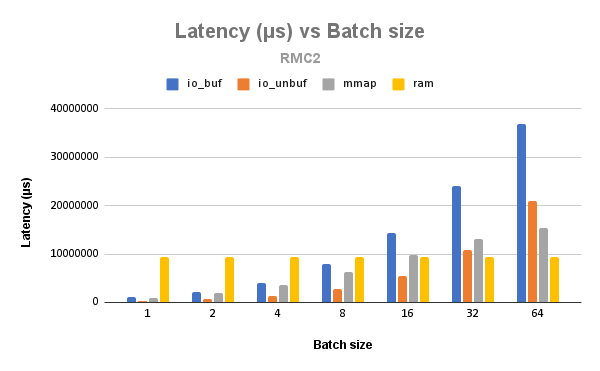 Latency (µs) vs Batch size
RMC2
io_buf io_unbuf mmap ram
40000000
30000000
20000000
10000000
0
Latency (µs)
1 2 4 8 16 32 64
Batch size